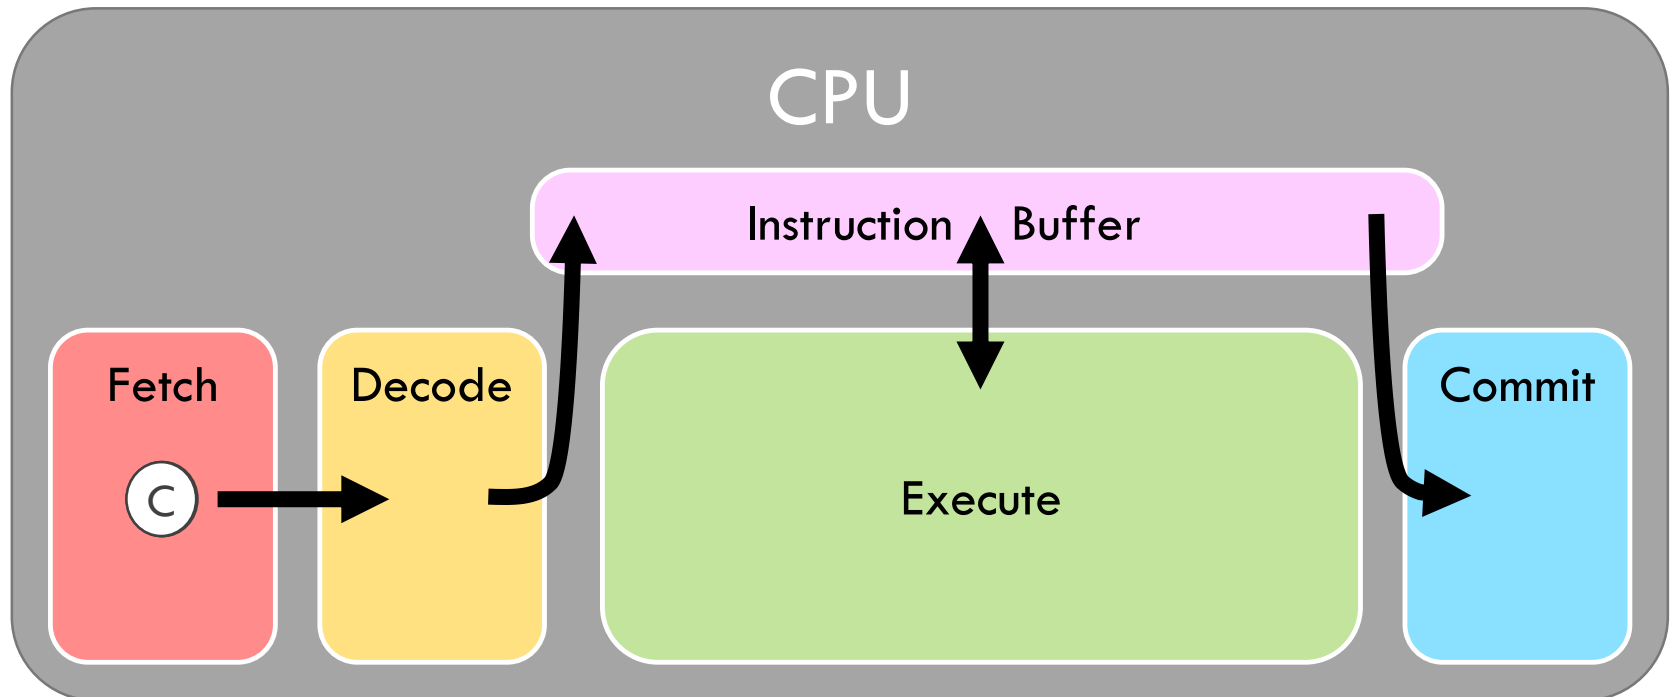 CPU
Instruction Buffer
Fetch
Decode
Commit
C
Execute